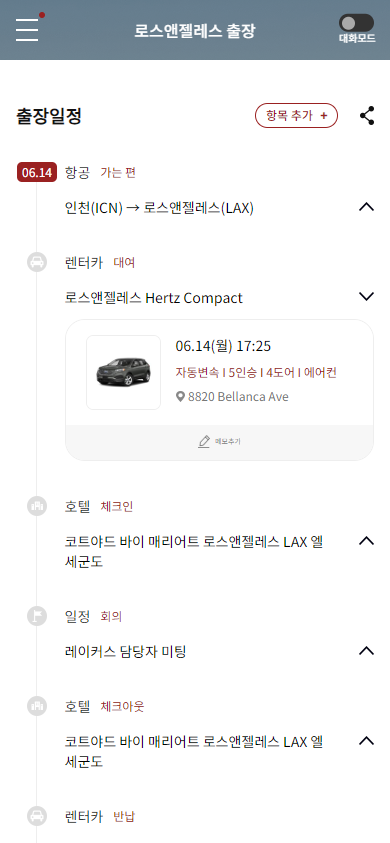 로스앤젤레스 출장
대화모드
출장일정
항목 추가 +
06.14 항공 가는 편
인천(ICN) → 로스앤젤레스(LAX)
렌터카 대여
로스앤젤레스 Hertz Compact
06.14(월) 17:25
자동변속 I 5인승 I 4도어 I 에어컨
8820 Bellanca Ave
메모추가
호텔 체크인
코트야드 바이 매리어트 로스앤젤레스 LAX 엘
세군도
일정 회의
레이커스 담당자 미팅
호텔 체크아웃
코트야드 바이 매리어트 로스앤젤레스 LAX 엘
세군도
렌터카 반납